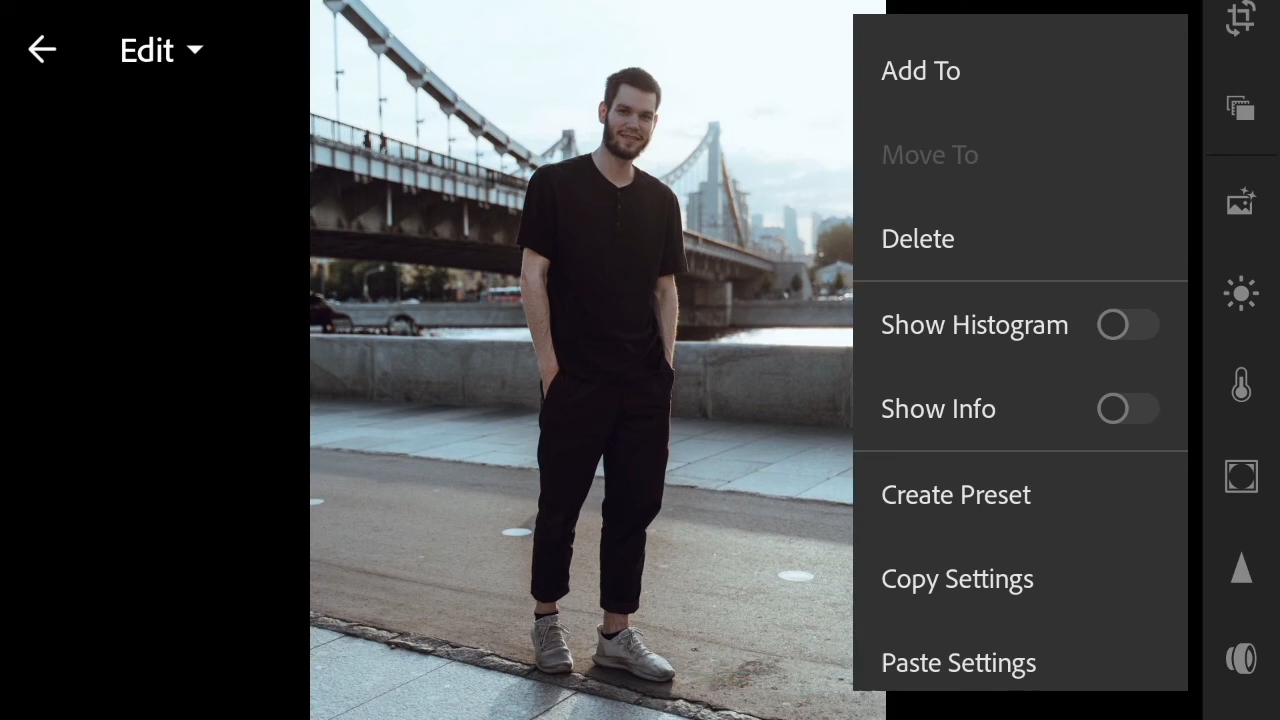 Edit
Add To
Move To
Delete
Show Histogram
Show Info
Create Preset
Copy Settings
Paste Settings